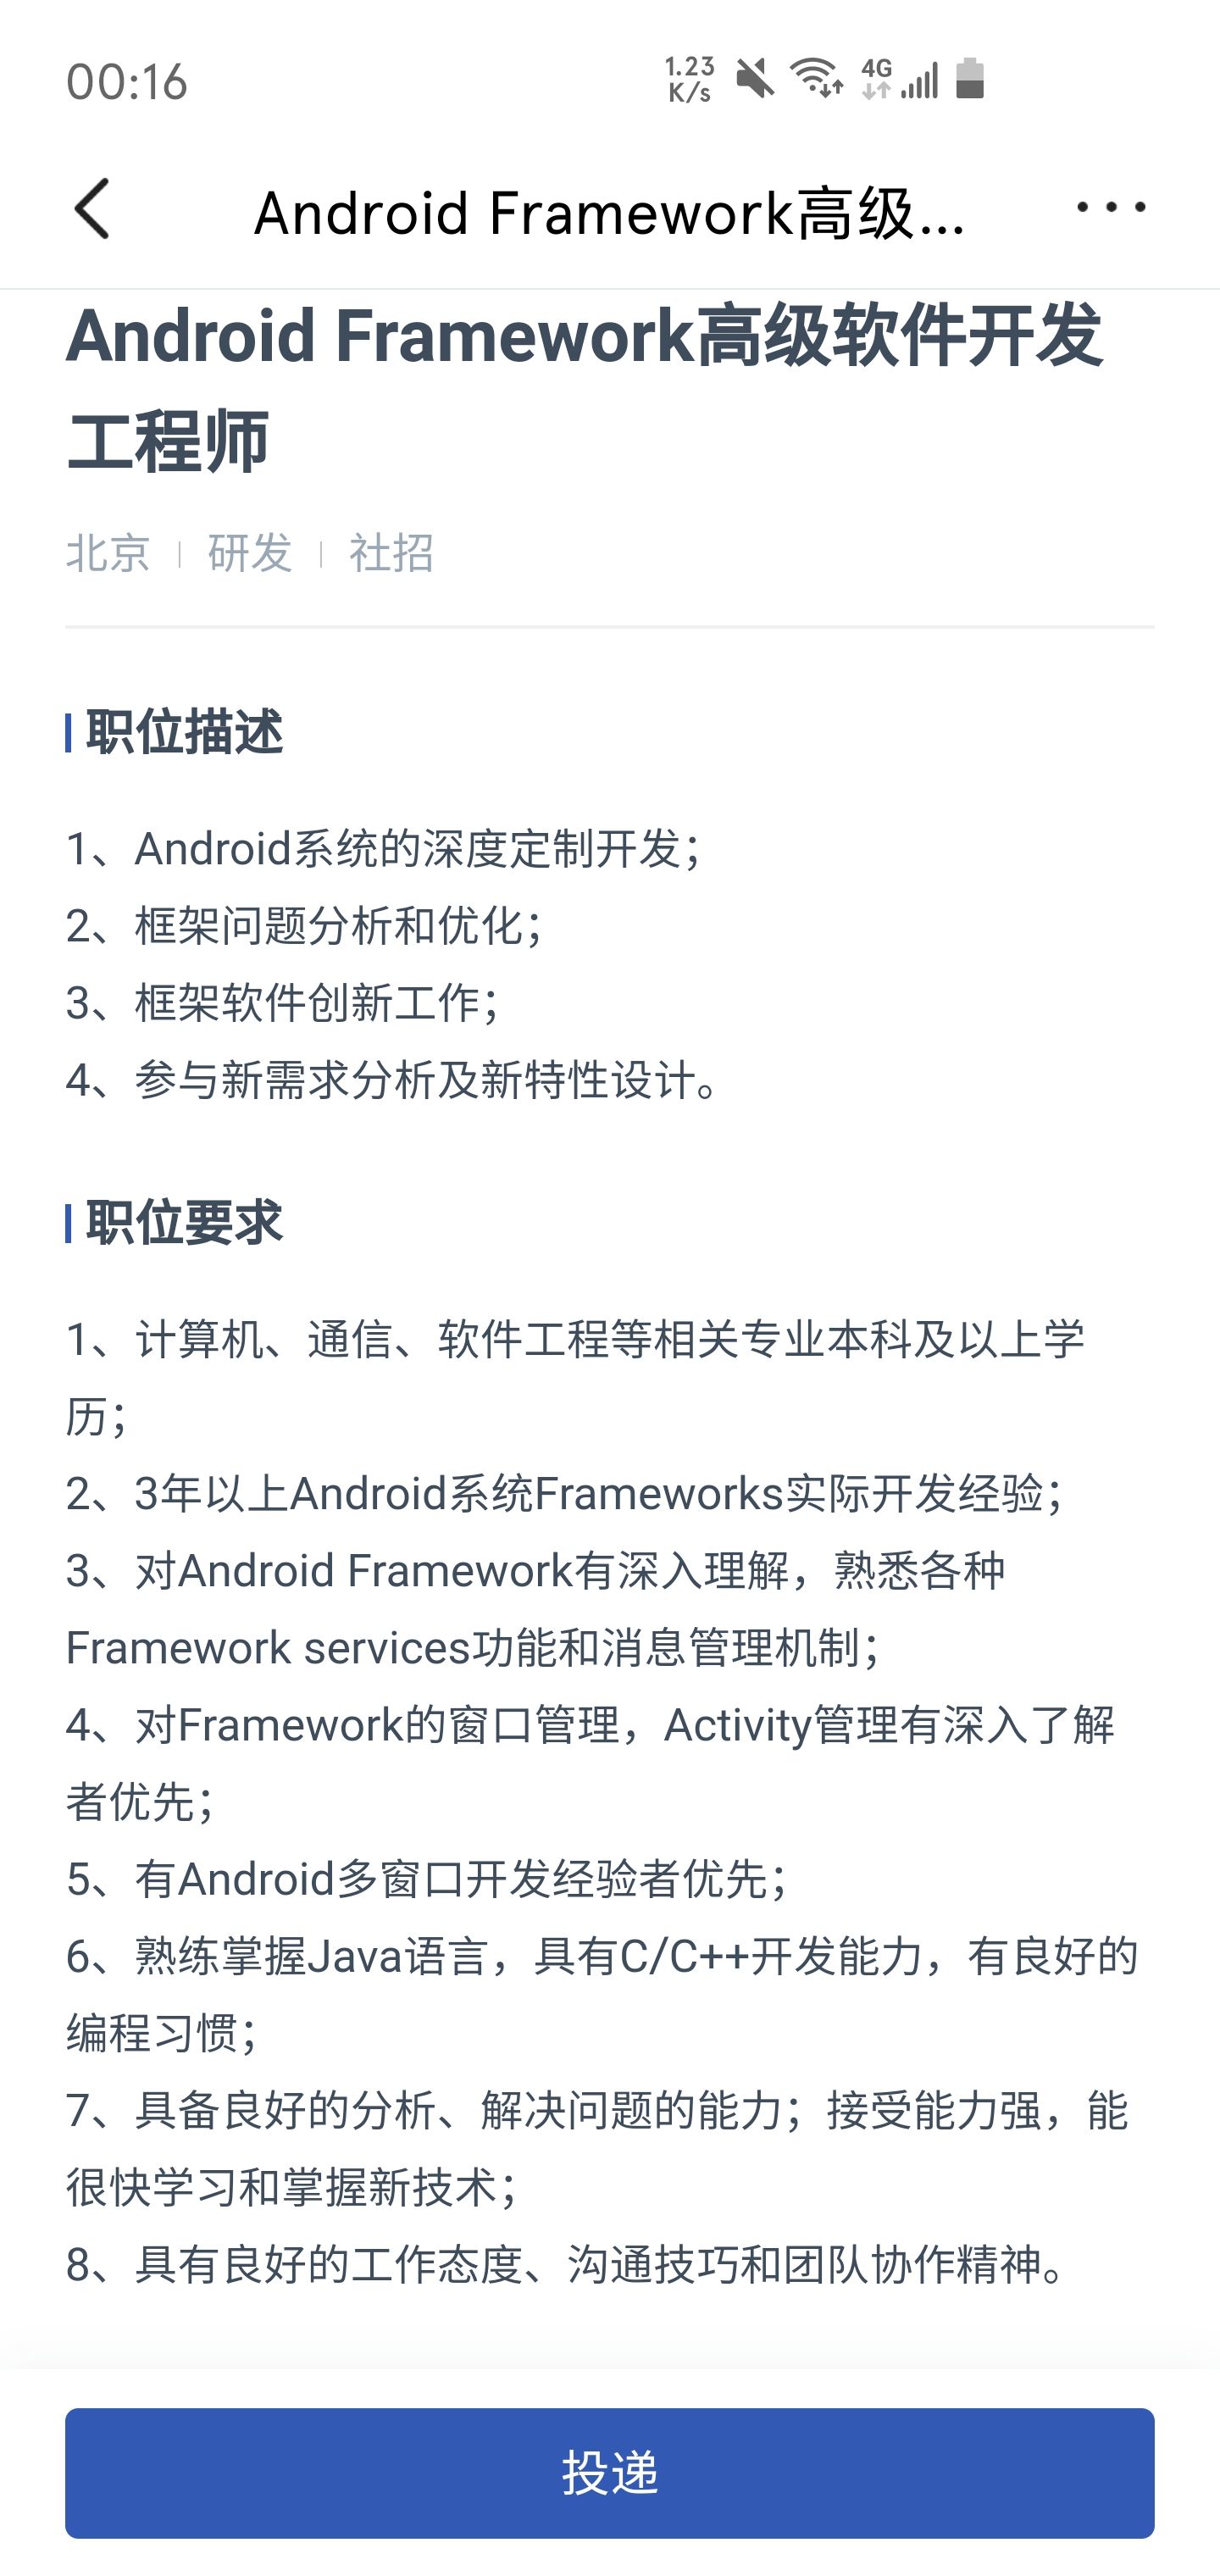 00:16
1.23
K/s
4G
Android Framework高级...
Android Framework高级软件开发
工程师
北京 | 研发 | 社招
职位描述
1、Android系统的深度定制开发；
2、框架问题分析和优化；
3、框架软件创新工作；
4、参与新需求分析及新特性设计。
职位要求
1、计算机、通信、软件工程等相关专业本科及以上学
历；
2、3年以上Android系统Frameworks实际开发经验；
3、对Android Framework有深入理解，熟悉各种
Framework services功能和消息管理机制；
4、对Framework的窗口管理，Activity管理有深入了解
者优先；
5、有Android多窗口开发经验者优先；
6、熟练掌握Java语言，具有C/C++开发能力，有良好的
编程习惯；
7、具备良好的分析、解决问题的能力；接受能力强，能
很快学习和掌握新技术；
8、具有良好的工作态度、沟通技巧和团队协作精神。
投递